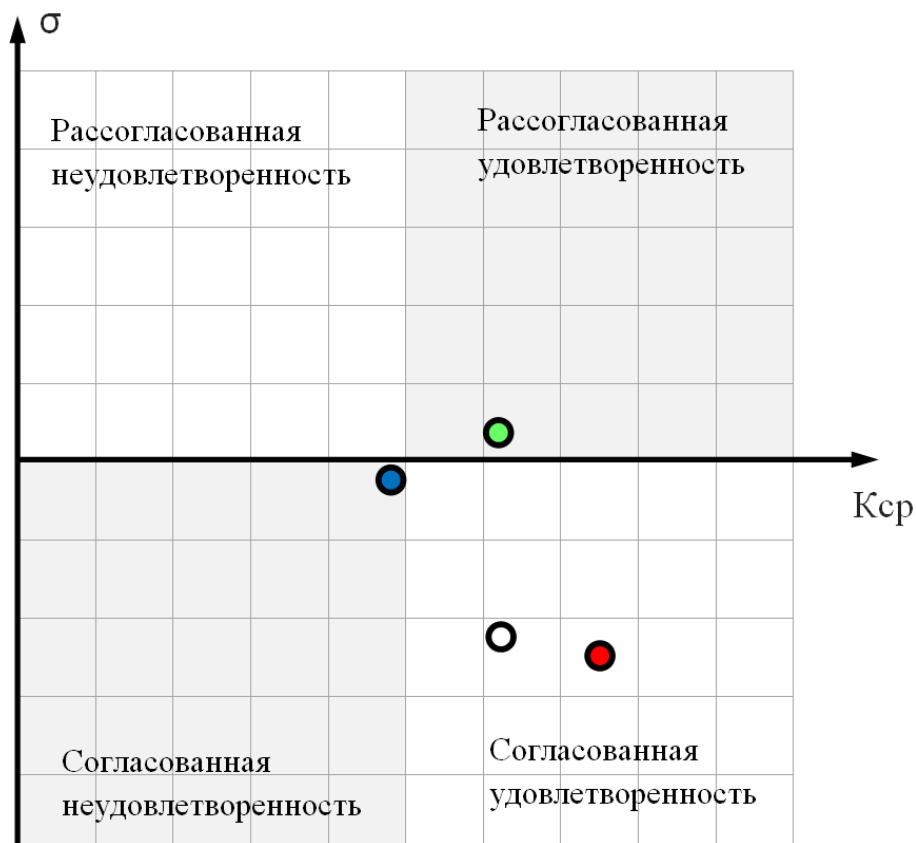 σ
Рассогласованная
неудовлетворенность
Рассогласованная
удовлетворенность
Кср
Согласованная
неудовлетворенность
Согласованная
удовлетворенность